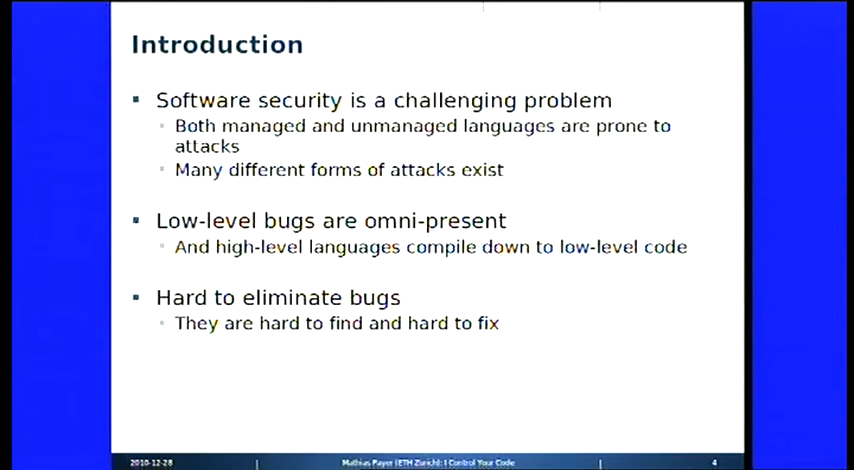 Introduction
Software security is a challenging problem
Both managed and unmanaged languages are prone to
attacks
Many different forms of attacks exist
Low-level bugs are omni-present
And high-level languages compile down to low-level code
Hard to eliminate bugs
They are hard to find and hard to fix
2010-12-28
Mathias Payer (ETH Zurich): I Control Your Code
4